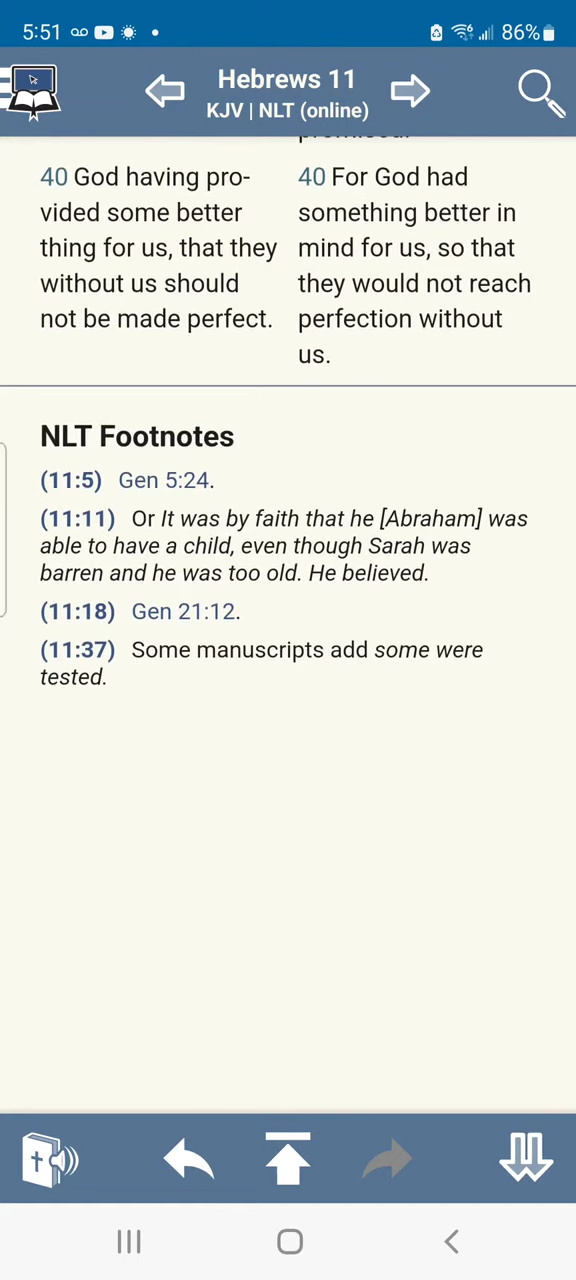 5:51
86%
Hebrews 11
KJV | NLT (online)
40 God having pro-
vided some better
thing for us, that they
without us should
not be made perfect.
promised.
40 For God had
something better in
mind for us, so that
they would not reach
perfection without
us.
NLT Footnotes
(11:5) Gen 5:24.
(11:11) Or It was by faith that he [Abraham] was
able to have a child, even though Sarah was
barren and he was too old. He believed.
(11:18) Gen 21:12.
(11:37) Some manuscripts add some were
tested.